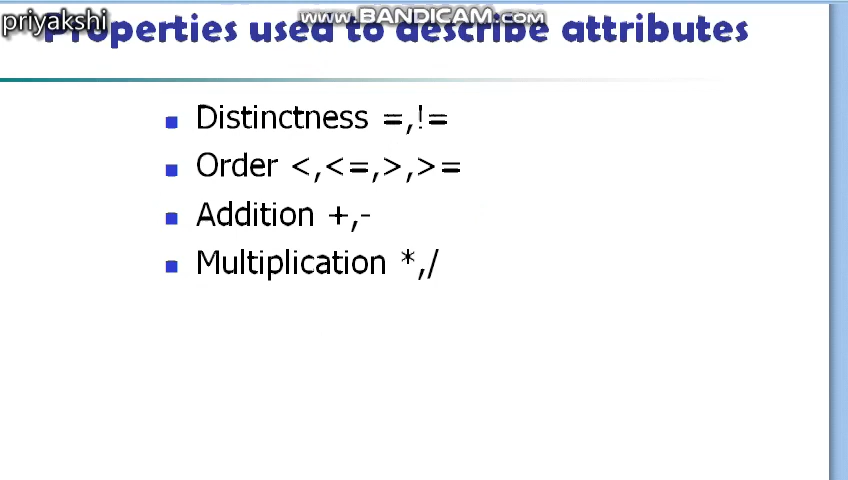 www.BANDICAM.com
priyakshi
Properties used to describe attributes
Distinctness =,!=
Order <,<=,>,>=
Addition +,-
Multiplication *,/